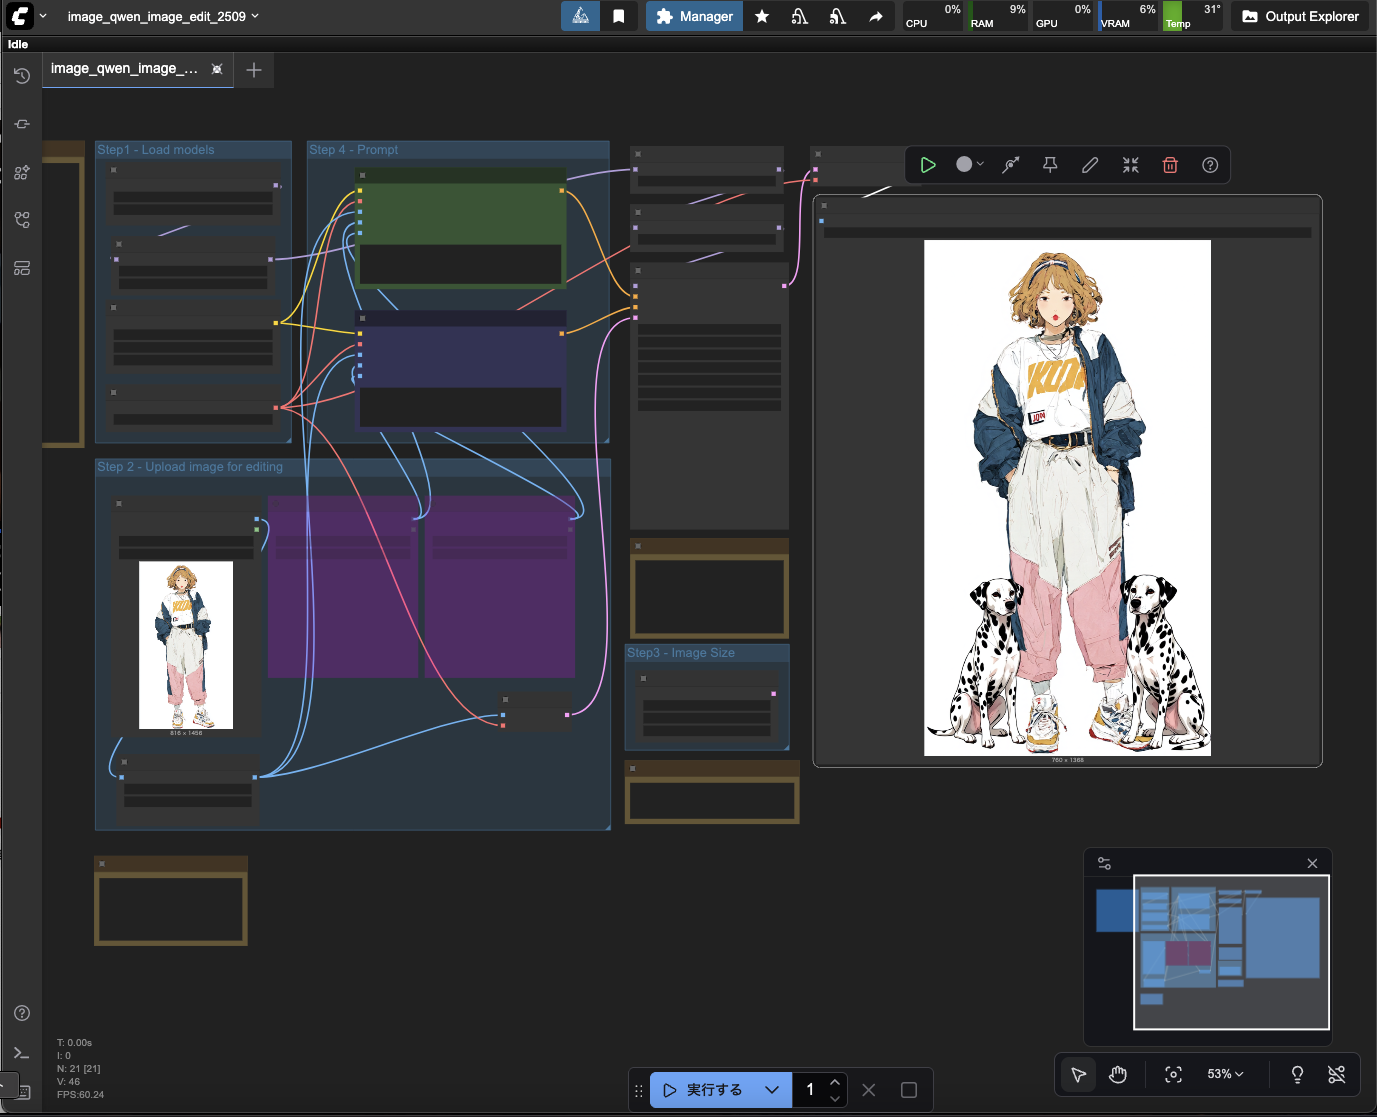 image_qwen_image_edit_2509
Manager
CPU 0%
RAM 9%
GPU 0%
VRAM 6%
Temp 31°
Output Explorer
Idle
image_qwen_image_...
Step1 - Load models
Step 4 - Prompt
Step 2 - Upload image for editing
616 x 1456
Step3 - Image Size
760 x 1368
T: 0.00s
I: 0
N: 21 [21]
V: 46
FPS:60.24
実行する
1
53%